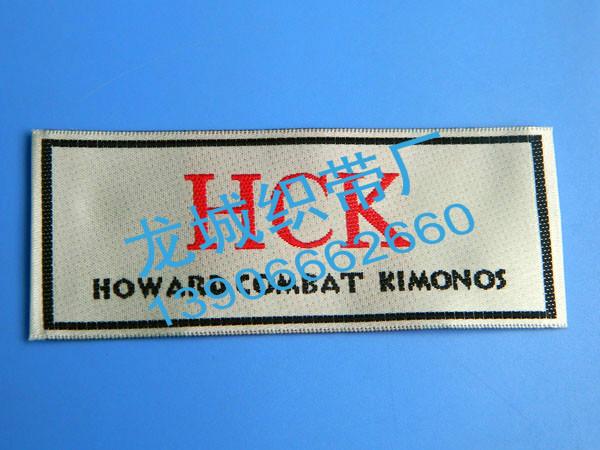 HCK
龙城织带厂
HOWARD COMBAT KIMONOS
13906662660